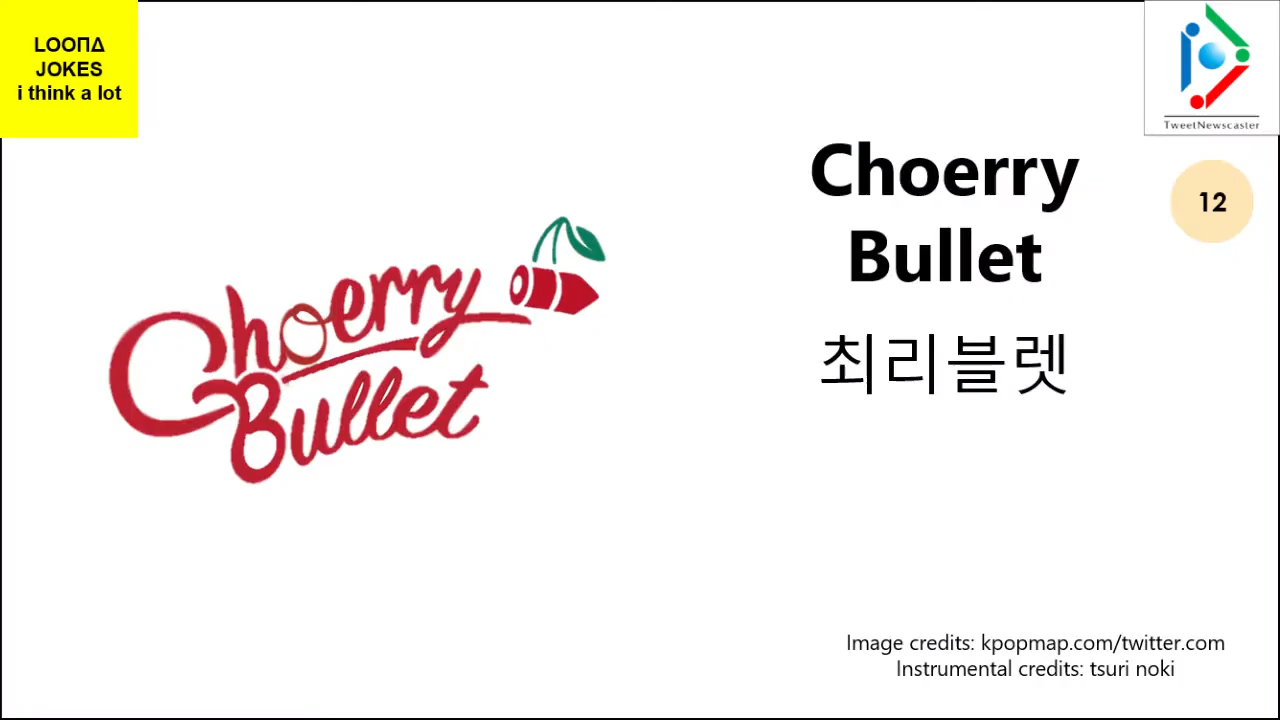 LOOΠΔ
JOKES
i think a lot
TweetNewscaster
Choerry
Bullet
12
Choerry
Bullet
최리블렛
Image credits: kpopmap.com/twitter.com
Instrumental credits: tsuri noki